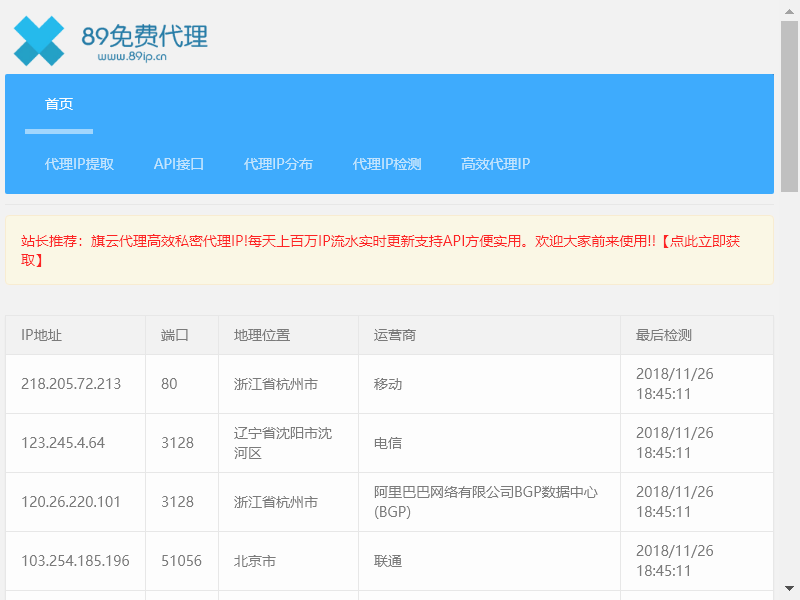 89免费代理
www.89ip.cn
首页
代理IP提取 API接口 代理IP分布 代理IP检测 高效代理IP
站长推荐：旗云代理高效私密代理IP!每天上百万IP流水实时更新支持API方便实用。欢迎大家前来使用!!【点此立即获
取】
IP地址 端口 地理位置 运营商 最后检测
218.205.72.213 80 浙江省杭州市 移动 2018/11/26
18:45:11
123.245.4.64 3128 辽宁省沈阳市沈
河区 电信 2018/11/26
18:45:11
120.26.220.101 3128 浙江省杭州市 阿里巴巴网络有限公司BGP数据中心
(BGP) 2018/11/26
18:45:11
103.254.185.196 51056 北京市 联通 2018/11/26
18:45:11